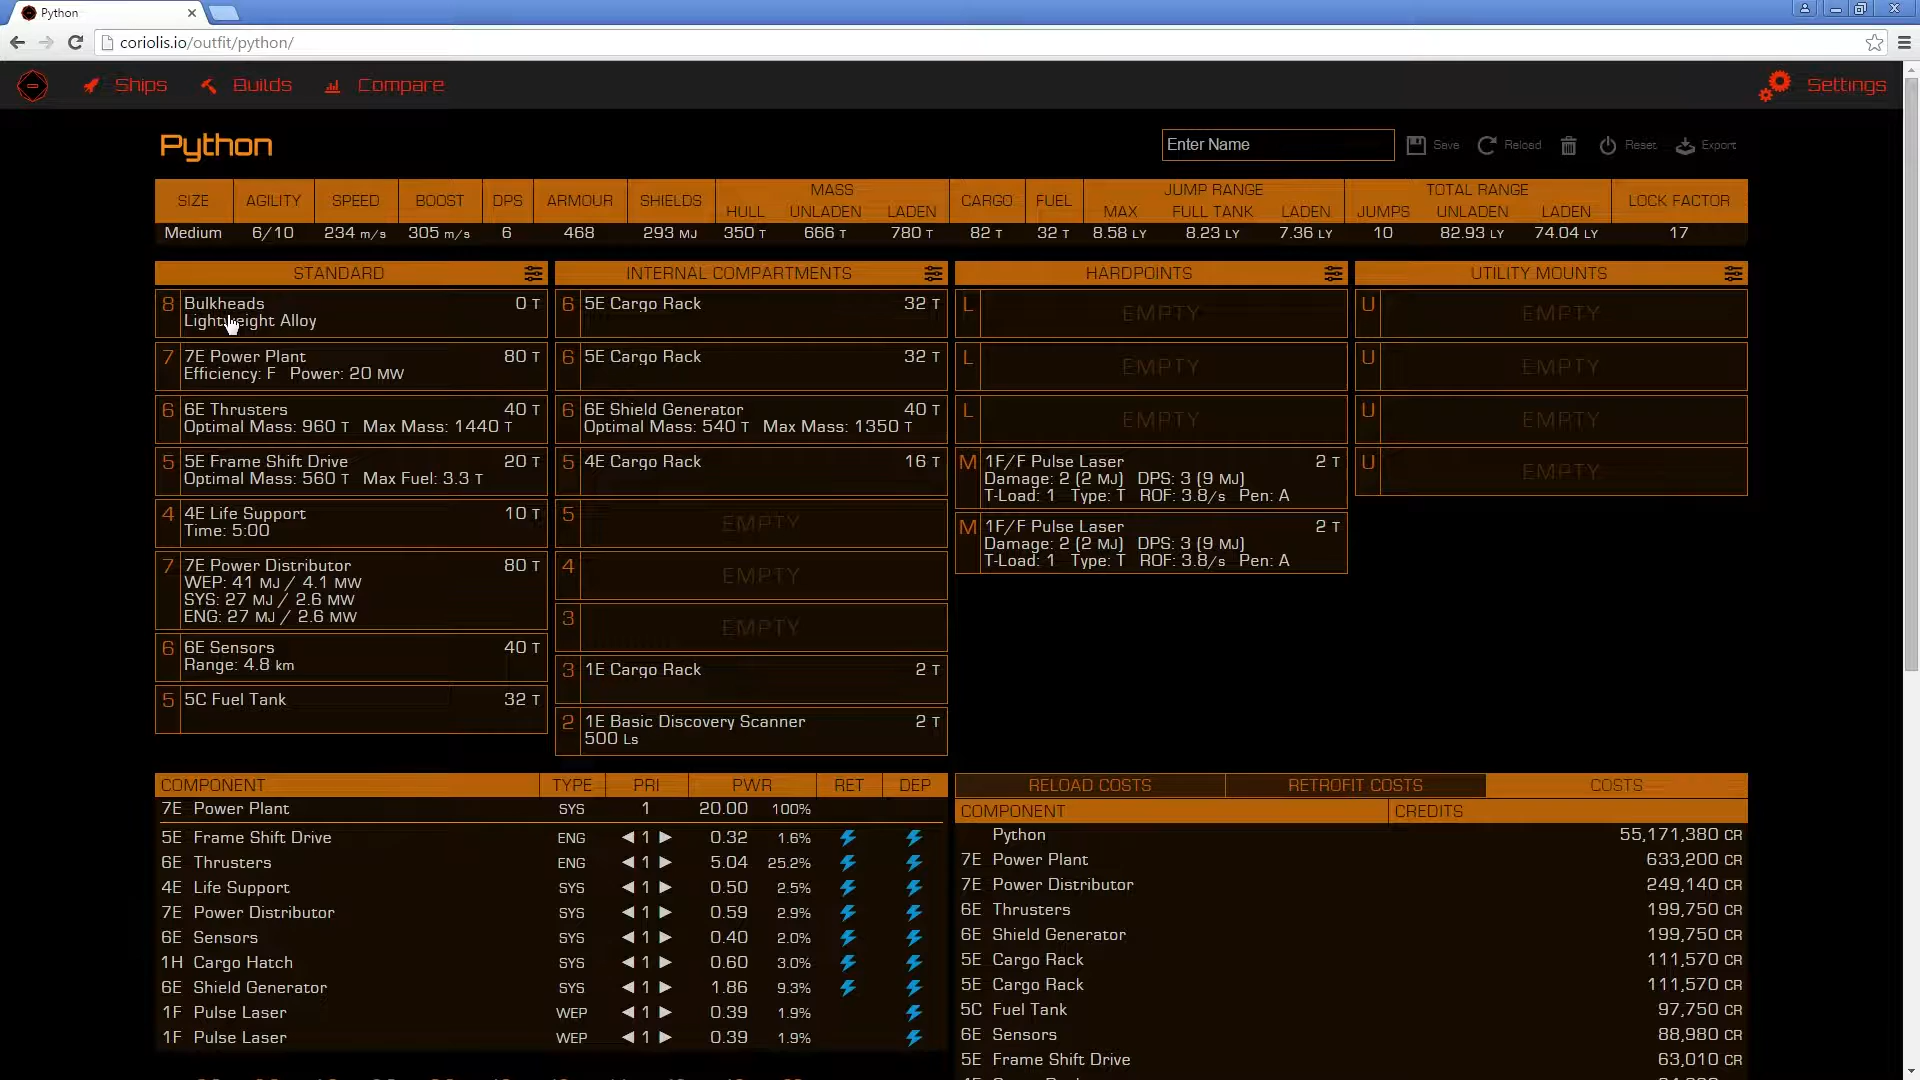 Python
coriolis.io/outfit/python/
Ships Builds Compare Settings
Python
Enter Name Save Reload Reset Export
SIZE AGILITY SPEED BOOST DPS ARMOUR SHIELDS MASS CARGO FUEL JUMP RANGE TOTAL RANGE LOCK FACTOR
HULL UNLADEN LADEN MAX FULL TANK LADEN JUMPS UNLADEN LADEN
Medium 6/10 234 m/s 305 m/s 6 468 293 MJ 350 T 666 T 780 T 82 T 32 T 8.58 LY 8.23 LY 7.36 LY 10 82.93 LY 74.04 LY 17
STANDARD
8 Bulkheads 0 T
Lightweight Alloy
7 7E Power Plant 80 T
Efficiency: F Power: 20 MW
6 6E Thrusters 40 T
Optimal Mass: 960 T Max Mass: 1440 T
5 5E Frame Shift Drive 20 T
Optimal Mass: 560 T Max Fuel: 3.3 T
4 4E Life Support 10 T
Time: 5:00
7 7E Power Distributor 80 T
WEP: 41 MJ / 4.1 MW
SYS: 27 MJ / 2.6 MW
ENG: 27 MJ / 2.6 MW
6 6E Sensors 40 T
Range: 4.8 km
5 5C Fuel Tank 32 T
INTERNAL COMPARTMENTS
6 5E Cargo Rack 32 T
6 5E Cargo Rack 32 T
6 6E Shield Generator 40 T
Optimal Mass: 540 T Max Mass: 1350 T
5 4E Cargo Rack 16 T
5 EMPTY
4 EMPTY
3 EMPTY
3 1E Cargo Rack 2 T
2 1E Basic Discovery Scanner 2 T
500 Ls
HARDPOINTS
L EMPTY
L EMPTY
L EMPTY
M 1F/F Pulse Laser 2 T
Damage: 2 (2 MJ) DPS: 3 (9 MJ)
T-Load: 1 Type: T ROF: 3.8/s Pen: A
M 1F/F Pulse Laser 2 T
Damage: 2 (2 MJ) DPS: 3 (9 MJ)
T-Load: 1 Type: T ROF: 3.8/s Pen: A
UTILITY MOUNTS
U EMPTY
U EMPTY
U EMPTY
U EMPTY
COMPONENT TYPE PRI PWR RET DEP
7E Power Plant SYS 1 20.00 100%
5E Frame Shift Drive ENG 1 0.32 1.6%
6E Thrusters ENG 1 5.04 25.2%
4E Life Support SYS 1 0.50 2.5%
7E Power Distributor SYS 1 0.59 2.9%
6E Sensors SYS 1 0.40 2.0%
1H Cargo Hatch SYS 1 0.60 3.0%
6E Shield Generator SYS 1 1.86 9.3%
1F Pulse Laser WEP 1 0.39 1.9%
1F Pulse Laser WEP 1 0.39 1.9%
RELOAD COSTS RETROFIT COSTS COSTS
COMPONENT CREDITS
Python 55,171,380 CR
7E Power Plant 633,200 CR
7E Power Distributor 249,140 CR
6E Thrusters 199,750 CR
6E Shield Generator 199,750 CR
5E Cargo Rack 111,570 CR
5E Cargo Rack 111,570 CR
5C Fuel Tank 97,750 CR
6E Sensors 88,980 CR
5E Frame Shift Drive 63,010 CR